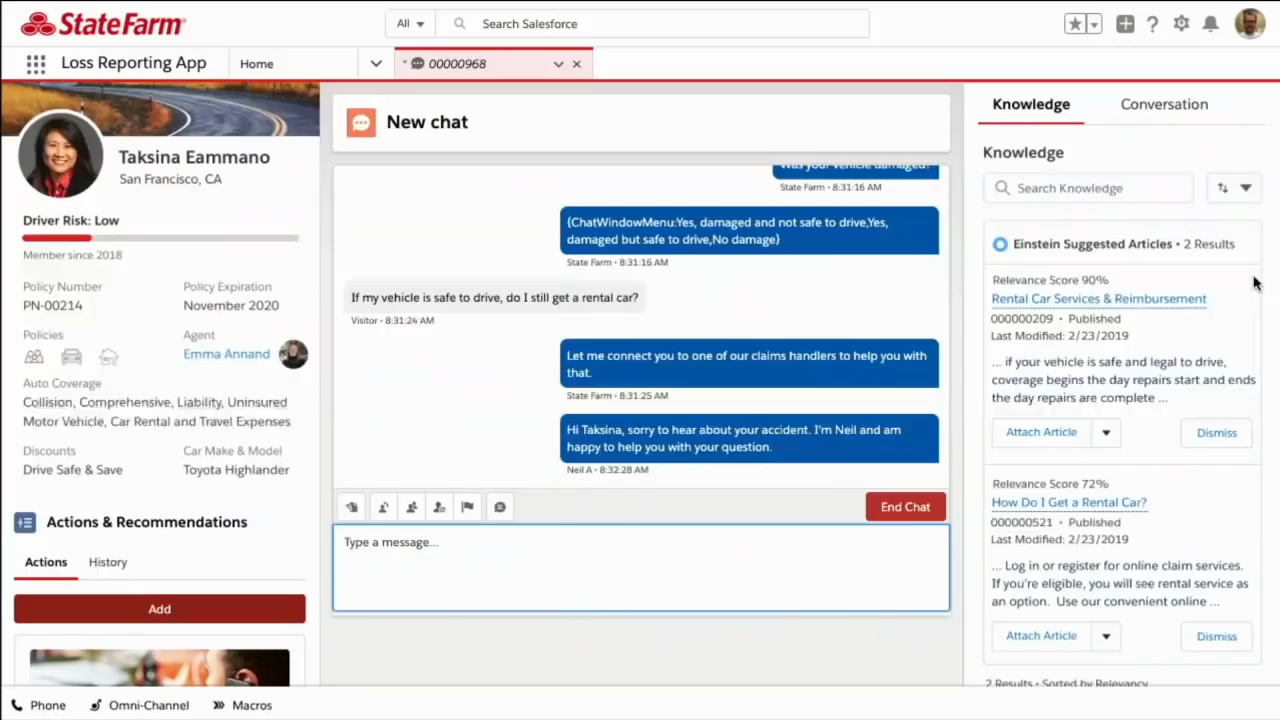 StateFarm
All
Search Salesforce
Loss Reporting App
Home
* 00000968
Taksina Eammano
San Francisco, CA
Driver Risk: Low
Member since 2018
Policy Number
Policy Expiration
PN-00214
November 2020
Policies
Agent
Emma Annand
Auto Coverage
Collision, Comprehensive, Liability, Uninsured
Motor Vehicle, Car Rental and Travel Expenses
Discounts
Car Make & Model
Drive Safe & Save
Toyota Highlander
Actions & Recommendations
Actions
History
Add
New chat
Was your vehicle damaged?
State Farm • 8:31:16 AM
{ChatWindowMenu:Yes, damaged and not safe to drive,Yes,
damaged but safe to drive,No damage}
State Farm • 8:31:16 AM
If my vehicle is safe to drive, do I still get a rental car?
Visitor • 8:31:24 AM
Let me connect you to one of our claims handlers to help you with
that.
State Farm • 8:31:25 AM
Hi Taksina, sorry to hear about your accident. I'm Neil and am
happy to help you with your question.
Neil A • 8:32:28 AM
End Chat
Type a message...
Knowledge
Conversation
Knowledge
Search Knowledge
Einstein Suggested Articles • 2 Results
Relevance Score 90%
Rental Car Services & Reimbursement
000000209 • Published
Last Modified: 2/23/2019
... if your vehicle is safe and legal to drive,
coverage begins the day repairs start and ends
the day repairs are complete ...
Attach Article
Dismiss
Relevance Score 72%
How Do I Get a Rental Car?
000000521 • Published
Last Modified: 2/23/2019
... Log in or register for online claim services.
If you're eligible, you will see rental service as
an option. Use our convenient online ...
Attach Article
Dismiss
2 Results • Sorted by Relevancy
Phone
Omni-Channel
Macros